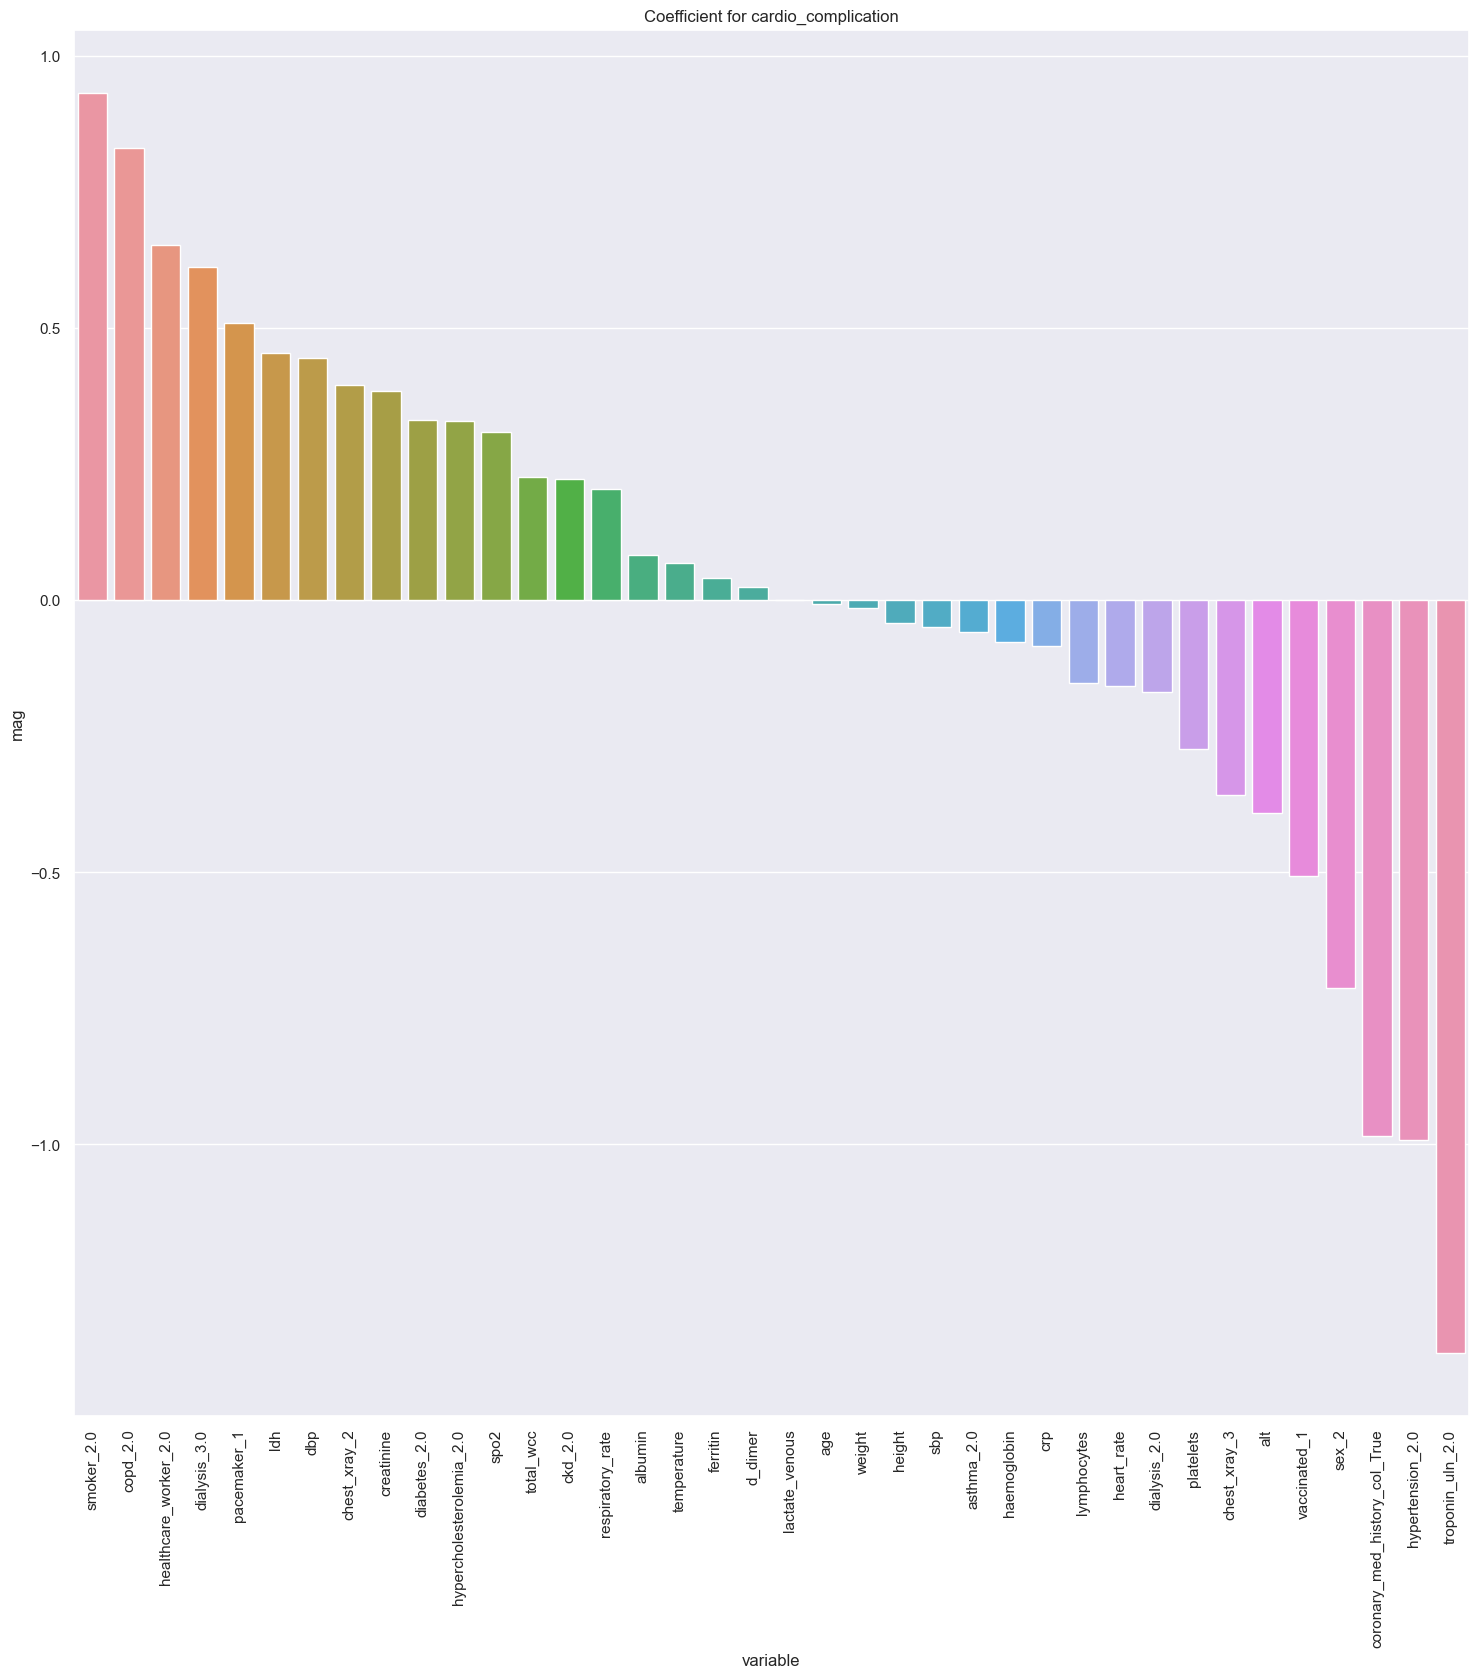 Coefficient for cardio_complication
1.0
0.5
0.0
−0.5
−1.0
mag
smoker_2.0
copd_2.0
healthcare_worker_2.0
dialysis_3.0
pacemaker_1
ldh
dbp
chest_xray_2
creatinine
diabetes_2.0
hypercholesterolemia_2.0
spo2
total_wcc
ckd_2.0
respiratory_rate
albumin
temperature
ferritin
d_dimer
lactate_venous
age
weight
height
sbp
asthma_2.0
haemoglobin
crp
lymphocytes
heart_rate
dialysis_2.0
platelets
chest_xray_3
alt
vaccinated_1
sex_2
coronary_med_history_col_True
hypertension_2.0
troponin_uln_2.0
variable